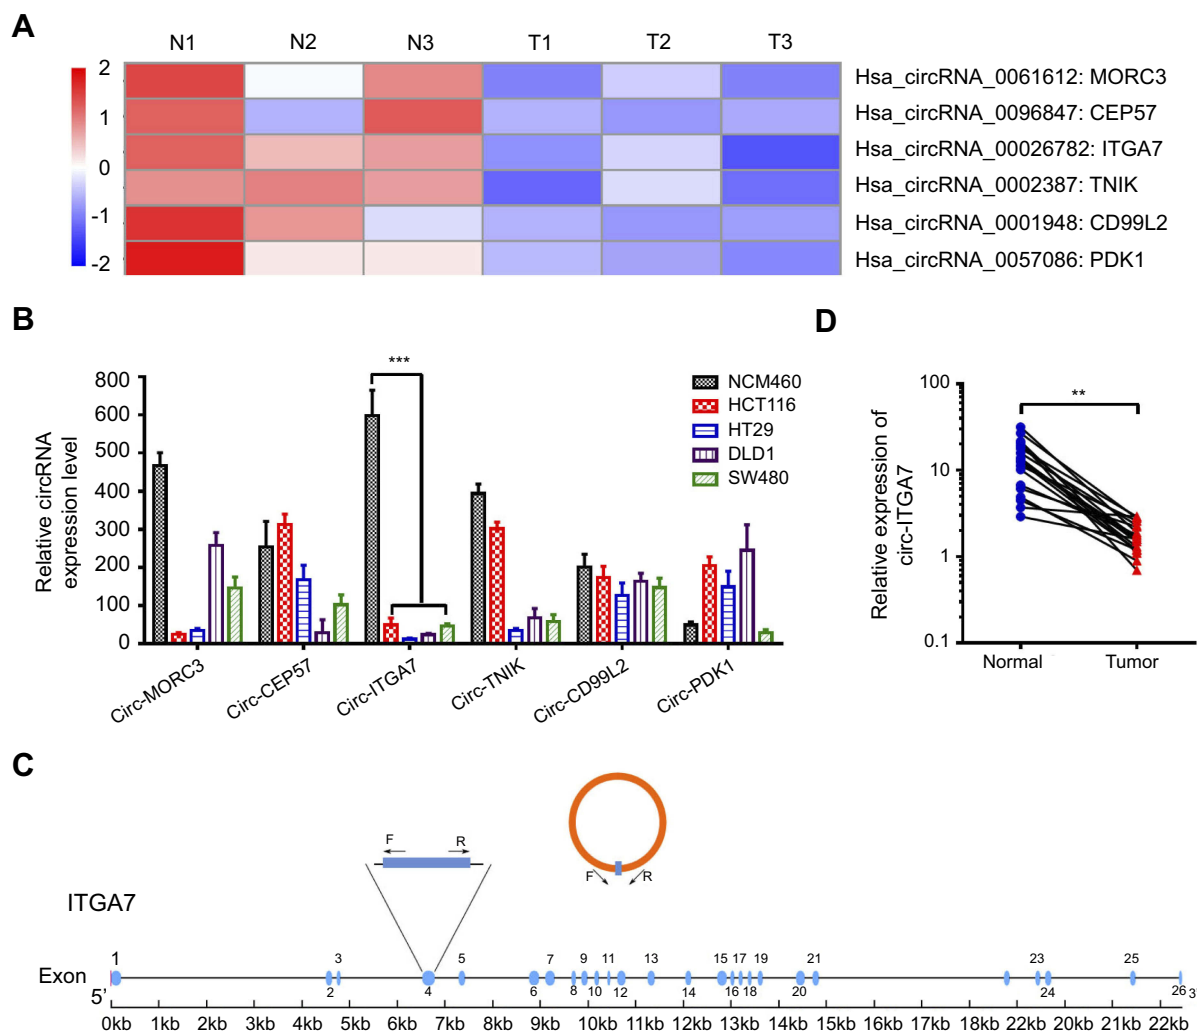 A
N1 N2 N3 T1 T2 T3
2
1
0
-1
-2
Hsa_circRNA_0061612: MORC3
Hsa_circRNA_0096847: CEP57
Hsa_circRNA_00026782: ITGA7
Hsa_circRNA_0002387: TNIK
Hsa_circRNA_0001948: CD99L2
Hsa_circRNA_0057086: PDK1
B
Relative circRNA
expression level
800
600
500
400
300
200
100
0
***
NCM460
HCT116
HT29
DLD1
SW480
Circ-MORC3
Circ-CEP57
Circ-ITGA7
Circ-TNIK
Circ-CD99L2
Circ-PDK1
D
Relative expression of
circ-ITGA7
100
10
1
0.1
**
Normal Tumor
C
F R
F R
ITGA7
Exon
1 3 5 7 9 11 13 15 17 19 21 23 25
2 4 6 8 10 12 14 16 18 20 24 26
5' 3'
0kb 1kb 2kb 3kb 4kb 5kb 6kb 7kb 8kb 9kb 10kb 11kb 12kb 13kb 14kb 15kb 16kb 17kb 18kb 19kb 20kb 22kb 21kb 22kb